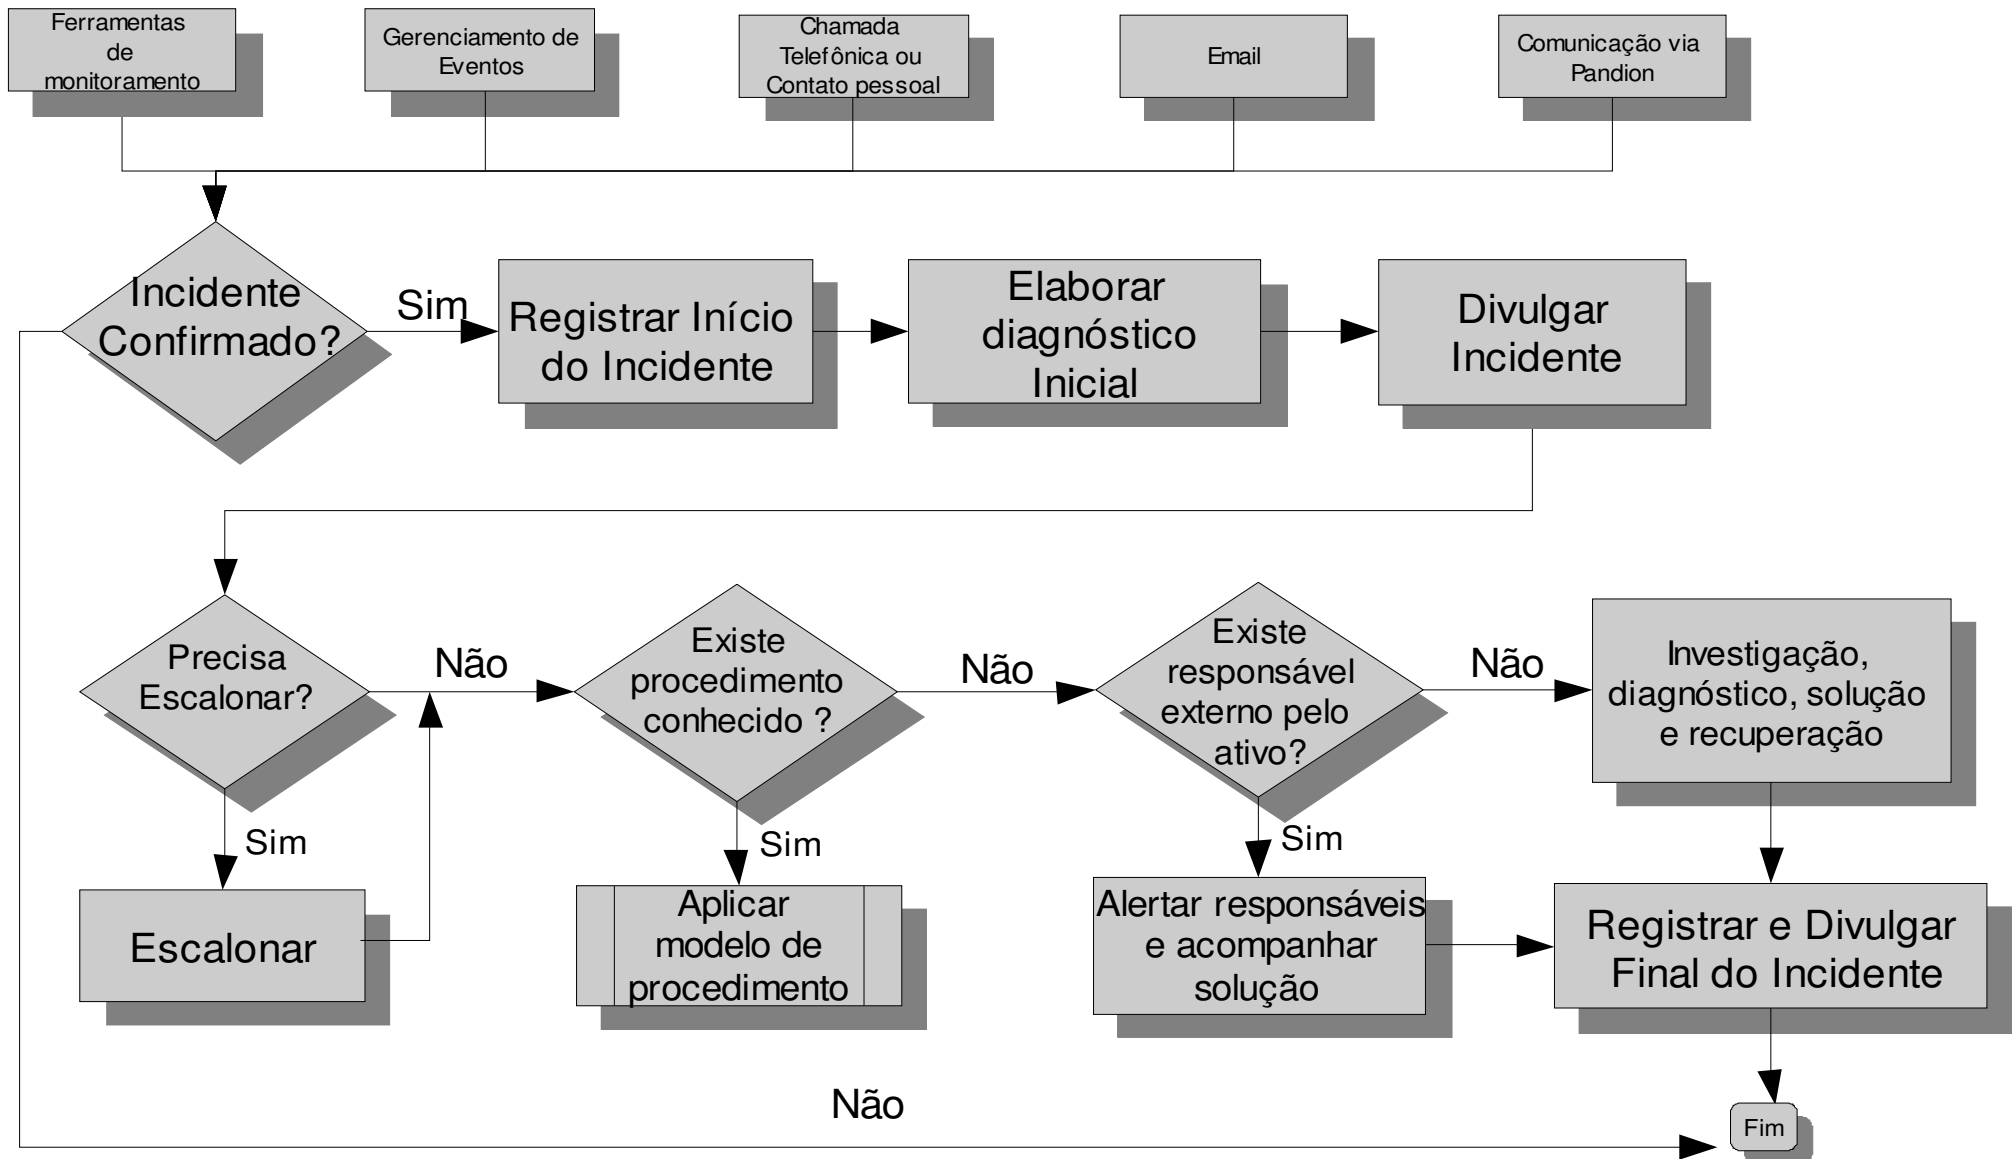 Ferramentas
de
monitoramento
Gerenciamento de
Eventos
Chamada
Telefônica ou
Contato pessoal
Email
Comunicação via
Pandion
Incidente
Confirmado?
Sim
Registrar Início
do Incidente
Elaborar
diagnóstico
Inicial
Divulgar
Incidente
Precisa
Escalonar?
Não
Existe
procedimento
conhecido ?
Não
Existe
responsável
externo pelo
ativo?
Não
Investigação,
diagnóstico, solução
e recuperação
Sim
Sim
Sim
Escalonar
Aplicar
modelo de
procedimento
Alertar responsáveis
e acompanhar
solução
Registrar e Divulgar
Final do Incidente
Não
Fim